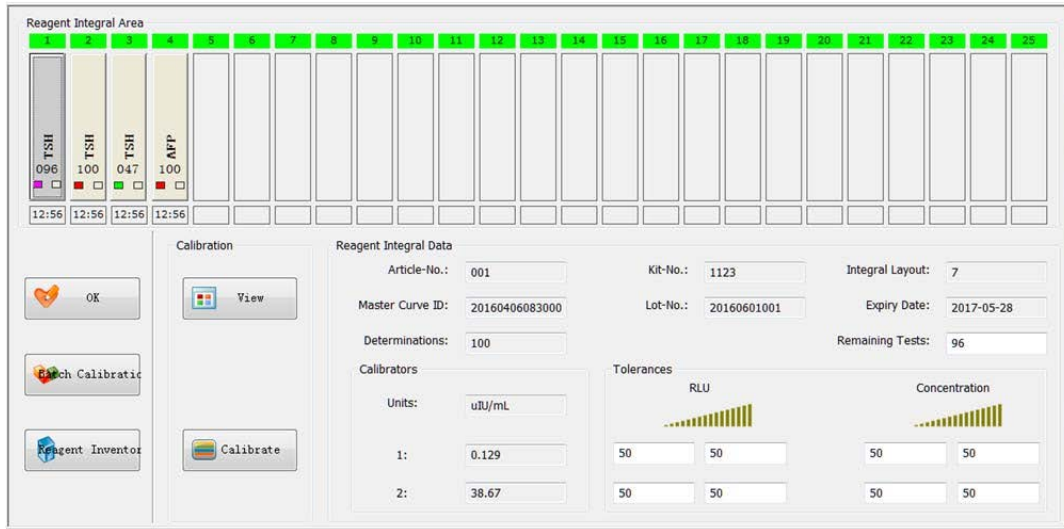 Reagent Integral Area
1 2 3 4 5 6 7 8 9 10 11 12 13 14 15 16 17 18 19 20 21 22 23 24 25
TSH TSH TSH AFP
096 100 047 100
12:56 12:56 12:56 12:56
Calibration Reagent Integral Data
Article-No.: 001 Kit-No.: 1123 Integral Layout: 7
OK View
Master Curve ID: 20160406083000 Lot-No.: 20160601001 Expiry Date: 2017-05-28
Determinations: 100 Remaining Tests: 96
Calibrators Tolerances
Batch Calibratic
RLU Concentration
Units: uIU/mL
Reagent Inventor Calibrate
1: 0.129 50 50 50 50
2: 38.67 50 50 50 50